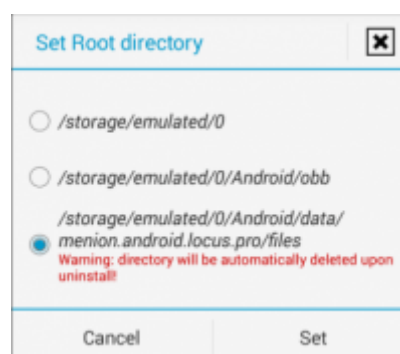 Set Root directory
/storage/emulated/0
/storage/emulated/0/Android/obb
/storage/emulated/0/Android/data/
menion.android.locus.pro/files
Warning: directory will be automatically deleted upon
uninstall!
Cancel Set